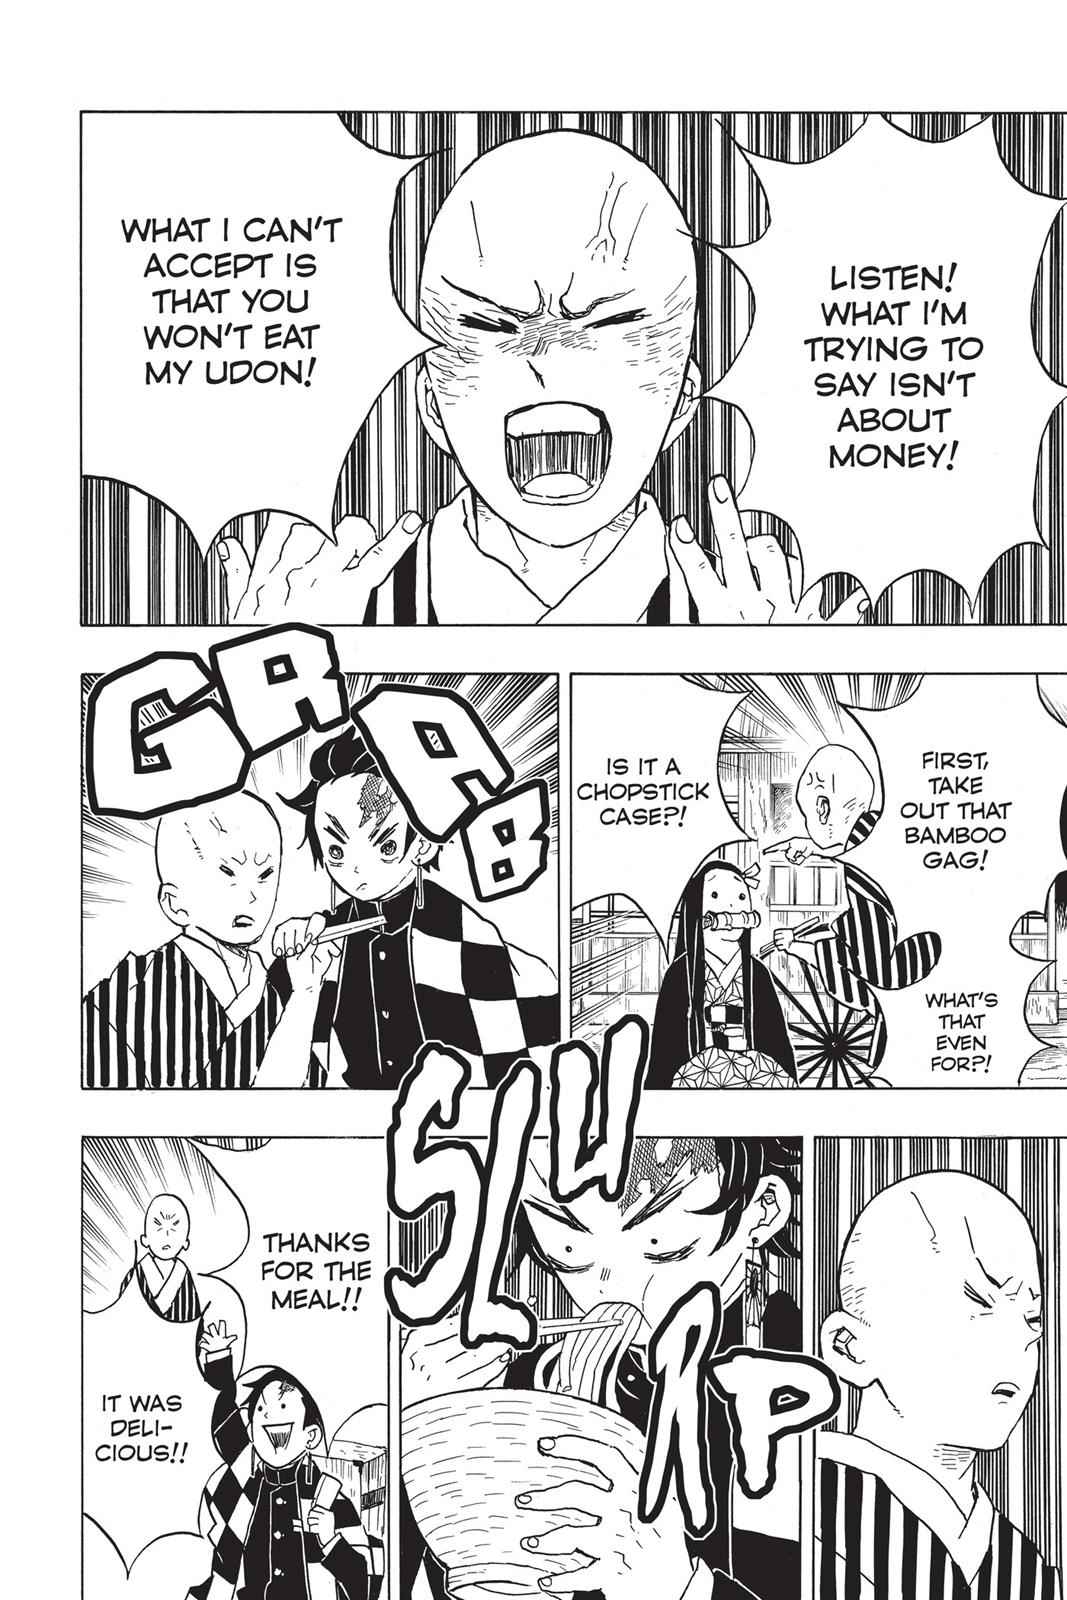 LISTEN!
WHAT I'M
TRYING TO
SAY ISN'T
ABOUT
MONEY!
WHAT I CAN'T
ACCEPT IS
THAT YOU
WON'T EAT
MY UDON!
FIRST,
TAKE
OUT THAT
BAMBOO
GAG!
WHAT'S
THAT
EVEN
FOR?!
IS IT A
CHOPSTICK
CASE?!
GRAB
SLURP
THANKS
FOR THE
MEAL!!
IT WAS
DELI-
CIOUS!!